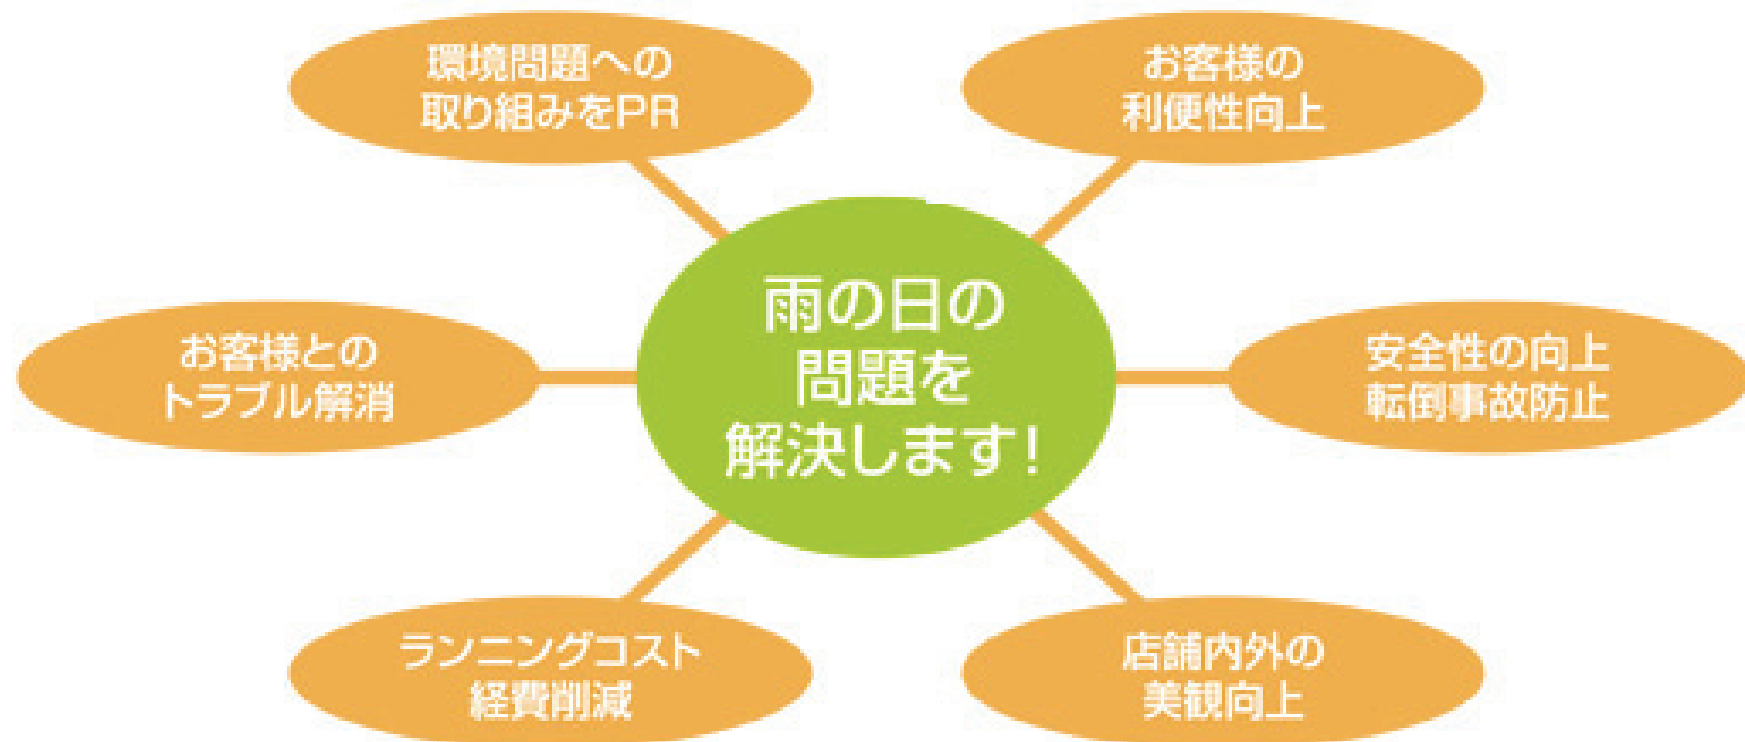 環境問題への
取り組みをPR
お客様の
利便性向上
雨の日の
問題を
解決します!
お客様との
トラブル解消
安全性の向上
転倒事故防止
ランニングコスト
経費削減
店舗内外の
美観向上